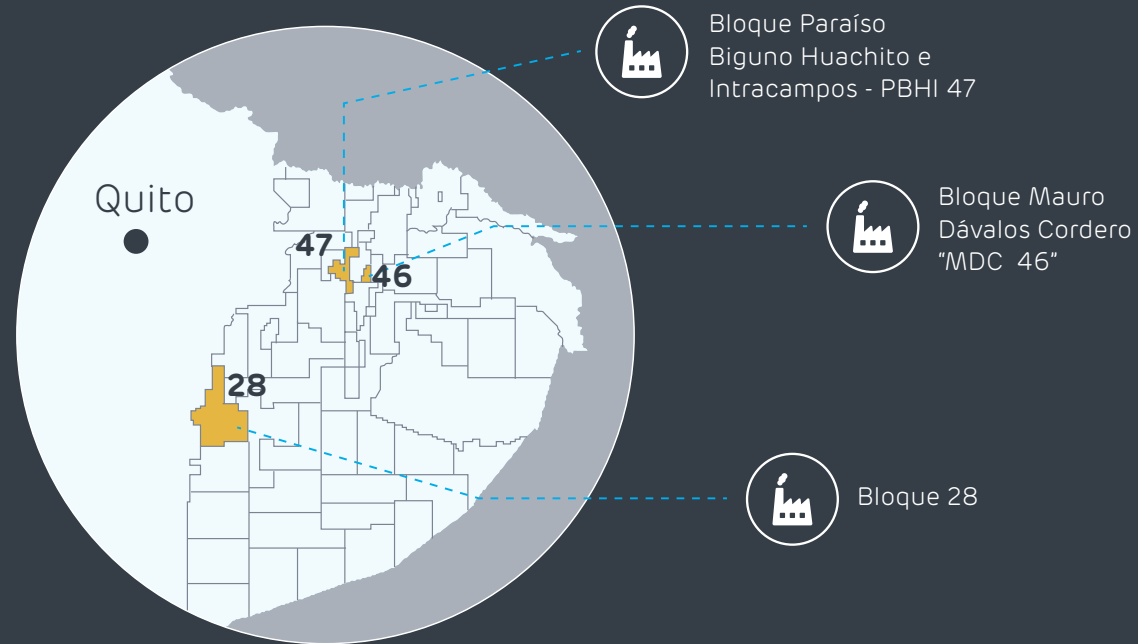 Bloque Paraíso
Biguno Huachito e
Intracampos - PBHI 47
Quito
Bloque Mauro
Dávalos Cordero
"MDC 46"
47
46
28
Bloque 28